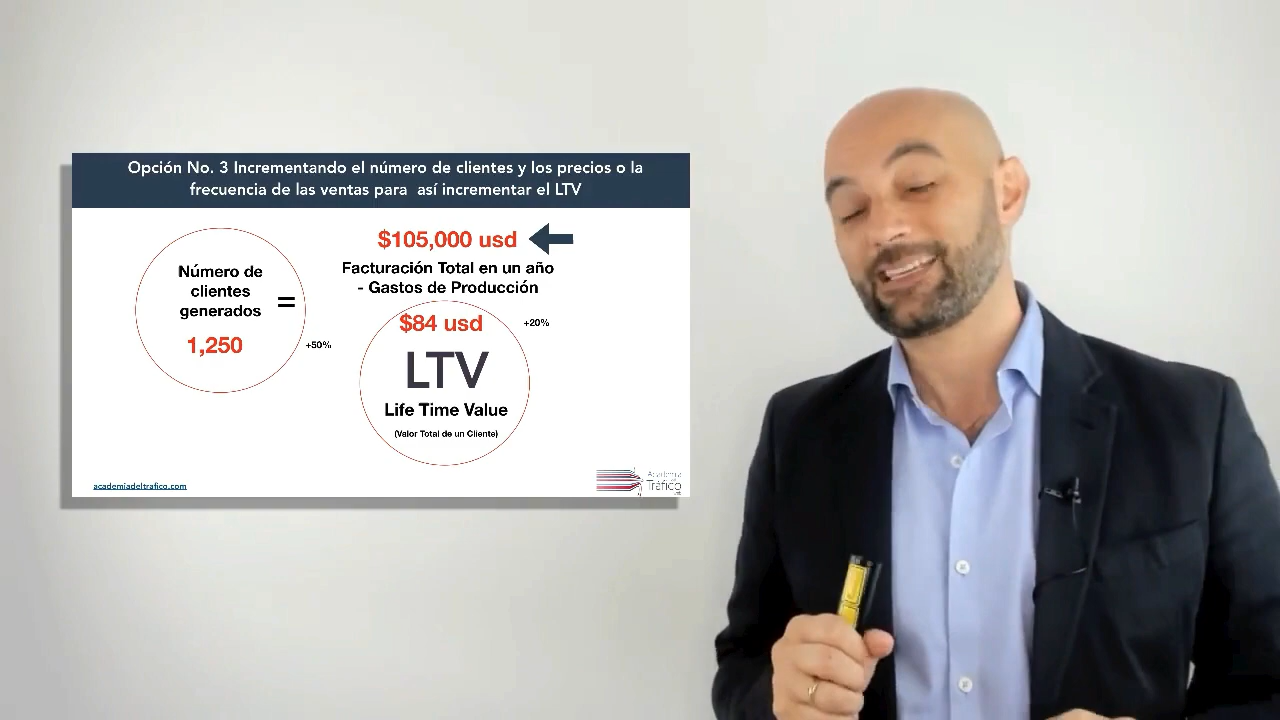 Opción No. 3 Incrementando el número de clientes y los precios o la
frecuencia de las ventas para así incrementar el LTV
$105,000 usd
Facturación Total en un año
- Gastos de Producción
Número de
clientes
generados
=
1,250
+50%
$84 usd
+20%
LTV
Life Time Value
(Valor Total de un Cliente)
academiadeltrafico.com
Academia
Tráfico